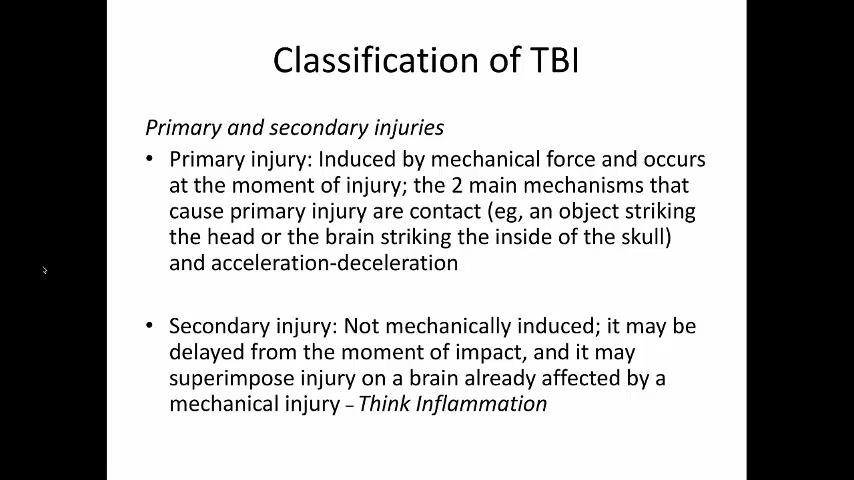 Classification of TBI
Primary and secondary injuries
• Primary injury: Induced by mechanical force and occurs
at the moment of injury; the 2 main mechanisms that
cause primary injury are contact (eg, an object striking
the head or the brain striking the inside of the skull)
and acceleration-deceleration
• Secondary injury: Not mechanically induced; it may be
delayed from the moment of impact, and it may
superimpose injury on a brain already affected by a
mechanical injury – Think Inflammation